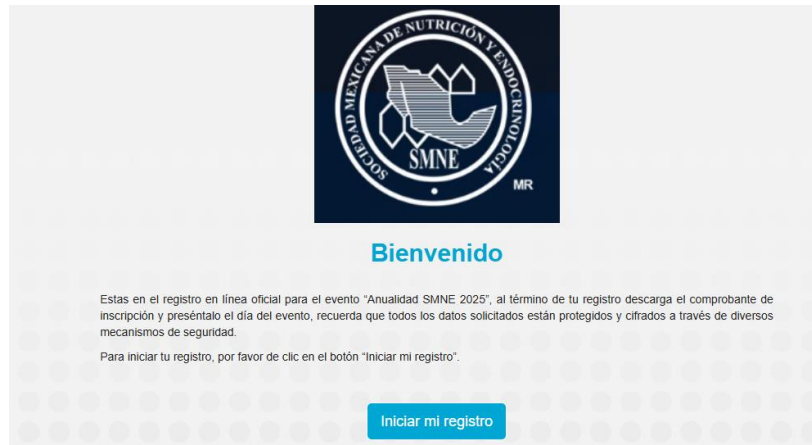 SOCIEDAD MEXICANA DE NUTRICIÓN Y ENDOCRINOLOGÍA
SMNE
MR
Bienvenido
Estas en el registro en línea oficial para el evento “Anualidad SMNE 2025”, al término de tu registro descarga el comprobante de
inscripción y preséntalo el día del evento, recuerda que todos los datos solicitados están protegidos y cifrados a través de diversos
mecanismos de seguridad.
Para iniciar tu registro, por favor de clic en el botón “Iniciar mi registro”.
Iniciar mi registro